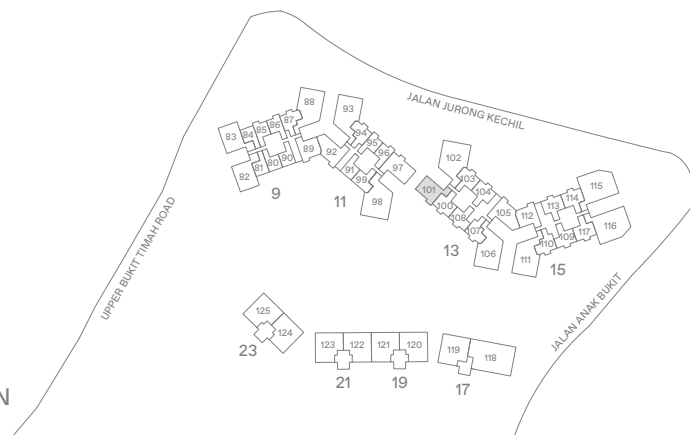 JALAN JURONG KECHIL
UPPER BUKIT TIMAH ROAD
JALAN ANAK BUKIT
83 84 85 86 87 88
82 81 80 90 89
9
93 94 95 96 97
92 91 99 98
11
102 103 104 105
101 100 108 107 106
13
112 113 114 115
111 110 109 117 116
15
125
124
23
123 122 121 120
21 19
119 118
17
N